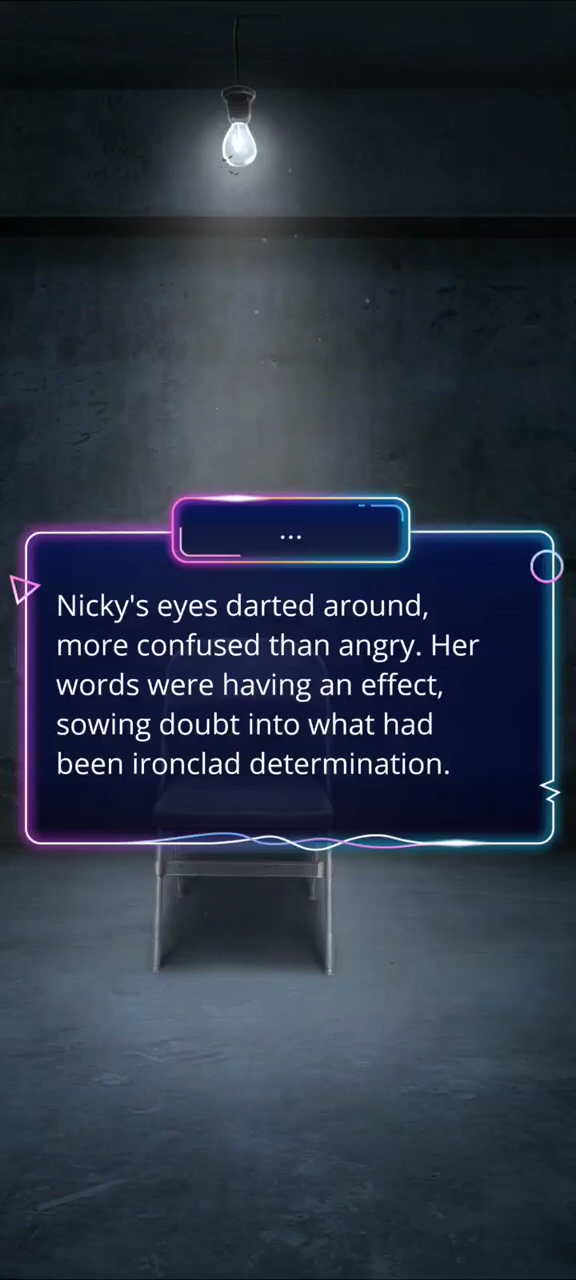 ...
Nicky's eyes darted around,
more confused than angry. Her
words were having an effect,
sowing doubt into what had
been ironclad determination.